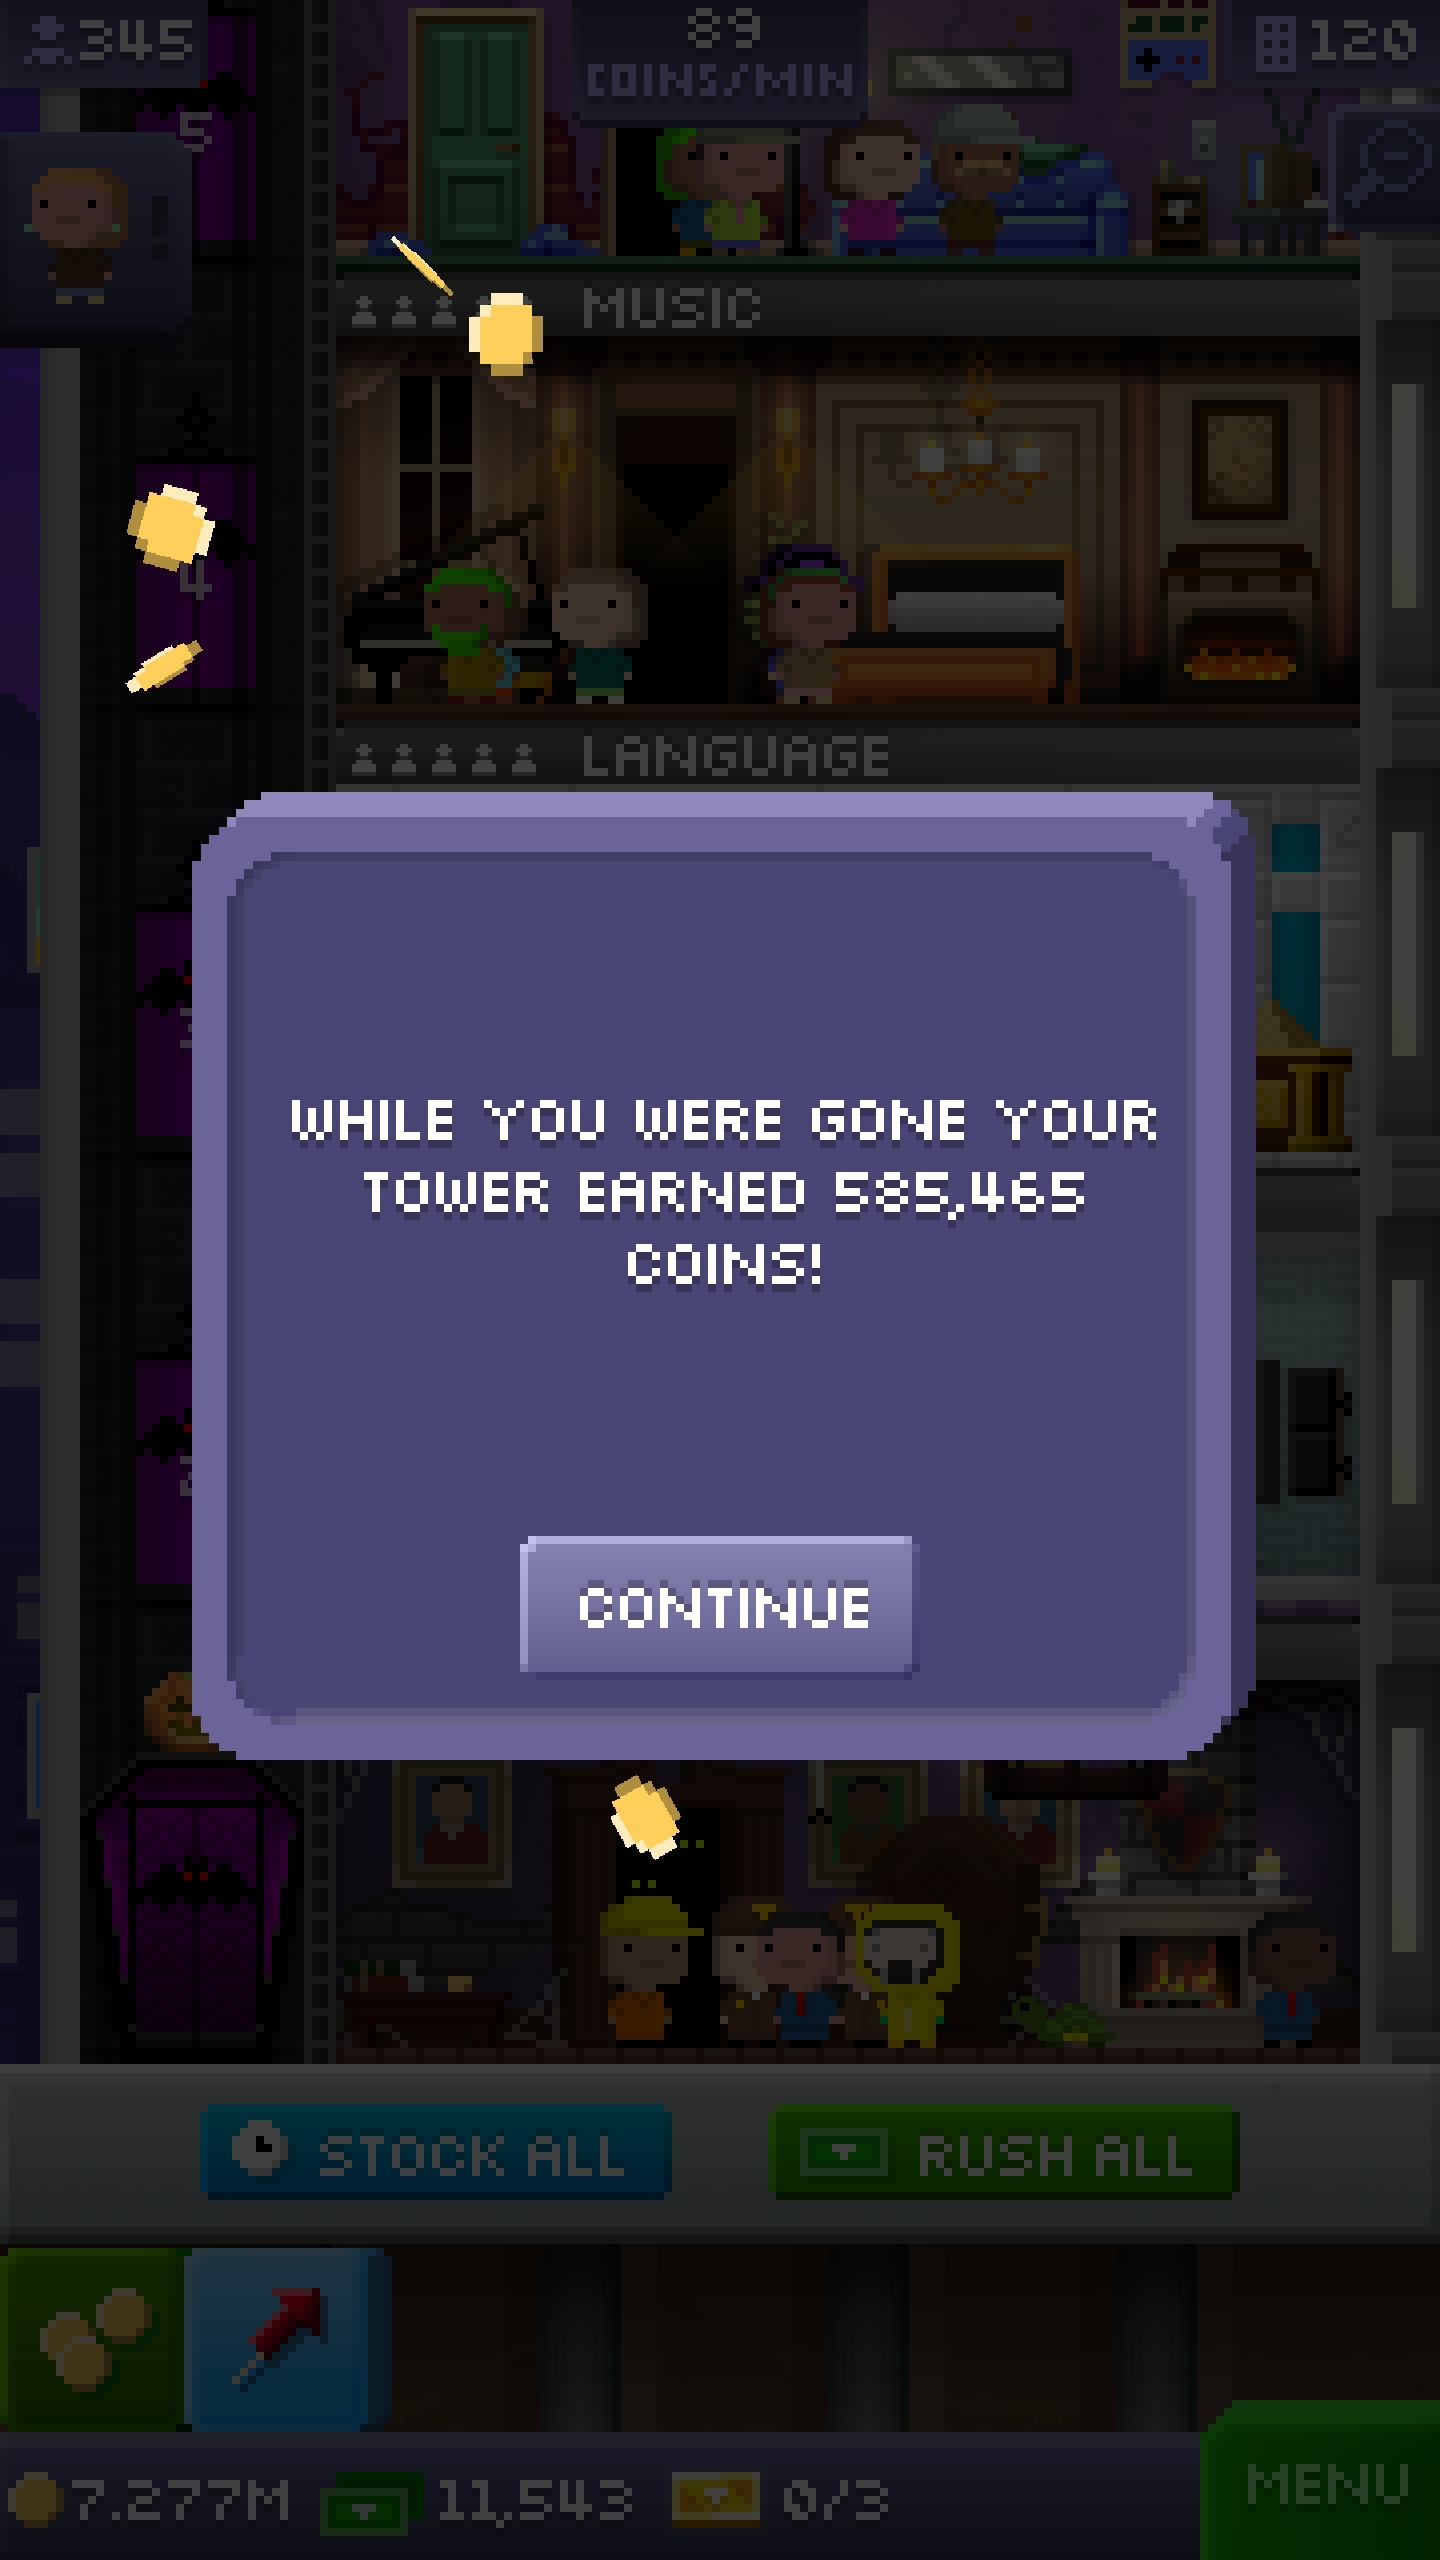 345
89
COINS/MIN
120
5
MUSIC
4
LANGUAGE
WHILE YOU WERE GONE YOUR
TOWER EARNED 585,465
COINS!
CONTINUE
STOCK ALL
RUSH ALL
7.277M
11,543
0/3
MENU